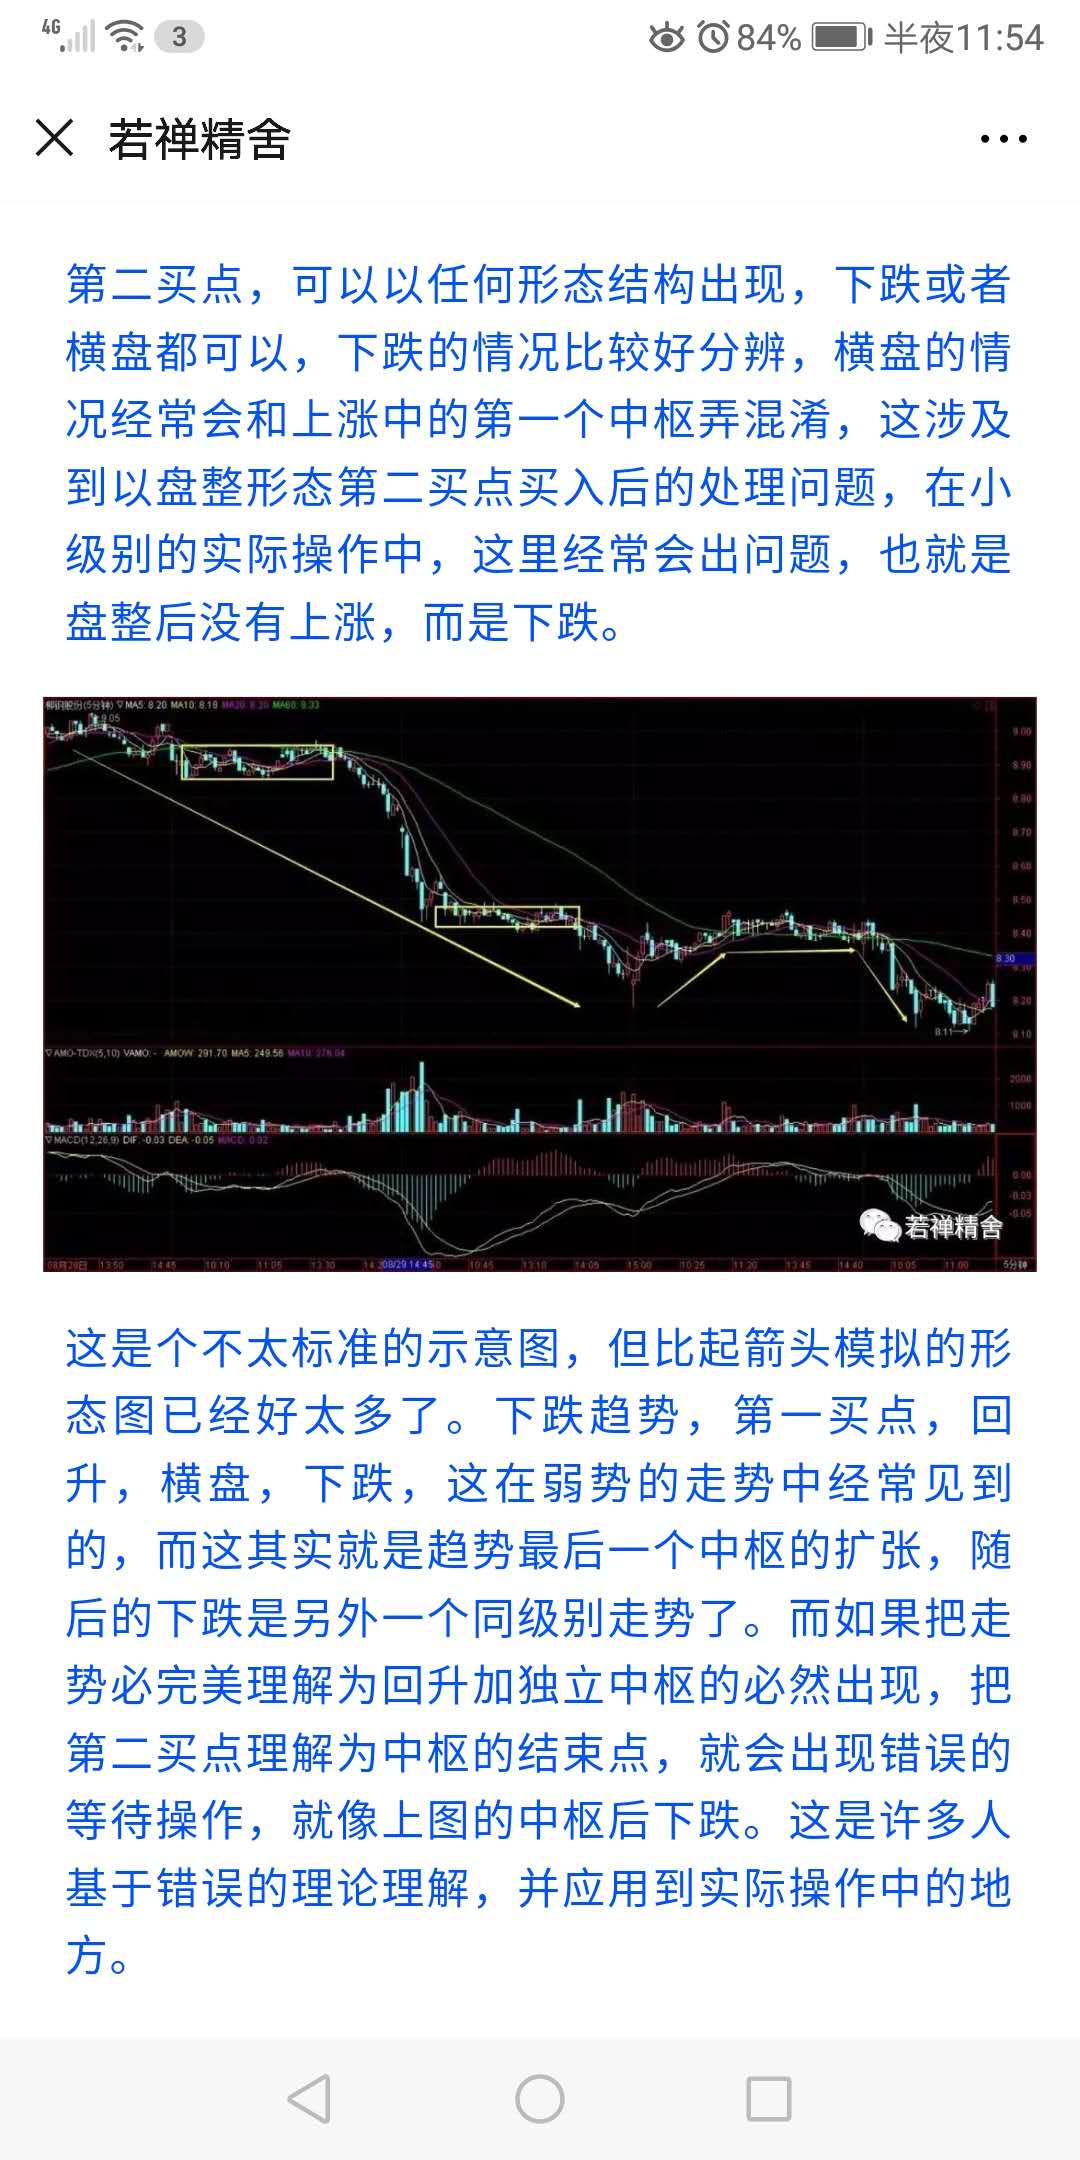 4G 3 84% 半夜11:54
若禅精舍
第二买点，可以以任何形态结构出现，下跌或者
横盘都可以，下跌的情况比较好分辨，横盘的情
况经常会和上涨中的第一个中枢弄混淆，这涉及
到以盘整形态第二买点买入后的处理问题，在小
级别的实际操作中，这里经常会出问题，也就是
盘整后没有上涨，而是下跌。
(5分钟) MA5: 8.20 MA10: 8.18 MA20: 8.20 MA60: 8.33
9.05
9.00
8.90
8.80
8.70
8.60
8.50
8.40
8.30
8.30
8.20
8.11
8.10
AMO-TDX(5,10) VAMO: - AMOW: 291.70 MA5: 249.56 MA10: 276.04
2000
1000
MACD(12,26,9) DIF: -0.03 DEA: -0.05 MACD: 0.02
0.00
-0.03
-0.05
若禅精舍
13:50 14:45 10:10 11:05 13:30 08/29 14:45 10:45 13:10 14:05 15:00 10:25 11:20 13:45 14:40 10:05 11:00 5分钟
这是个不太标准的示意图，但比起箭头模拟的形
态图已经好太多了。下跌趋势，第一买点，回
升，横盘，下跌，这在弱势的走势中经常见到
的，而这其实就是趋势最后一个中枢的扩张，随
后的下跌是另外一个同级别走势了。而如果把走
势必完美理解为回升加独立中枢的必然出现，把
第二买点理解为中枢的结束点，就会出现错误的
等待操作，就像上图的中枢后下跌。这是许多人
基于错误的理论理解，并应用到实际操作中的地
方。